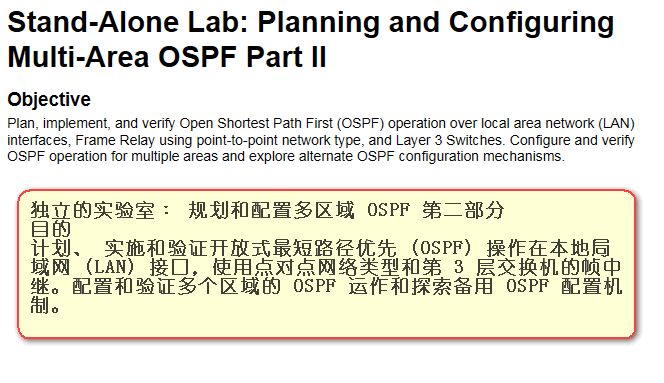 Stand-Alone Lab: Planning and Configuring
Multi-Area OSPF Part II
Objective
Plan, implement, and verify Open Shortest Path First (OSPF) operation over local area network (LAN)
interfaces, Frame Relay using point-to-point network type, and Layer 3 Switches. Configure and verify
OSPF operation for multiple areas and explore alternate OSPF configuration mechanisms.
独立的实验室： 规划和配置多区域 OSPF 第二部分
目的
计划、 实施和验证开放式最短路径优先 (OSPF) 操作在本地局
域网 (LAN) 接口，使用点对点网络类型和第 3 层交换机的帧中
继。配置和验证多个区域的 OSPF 运作和探索备用 OSPF 配置机
制。